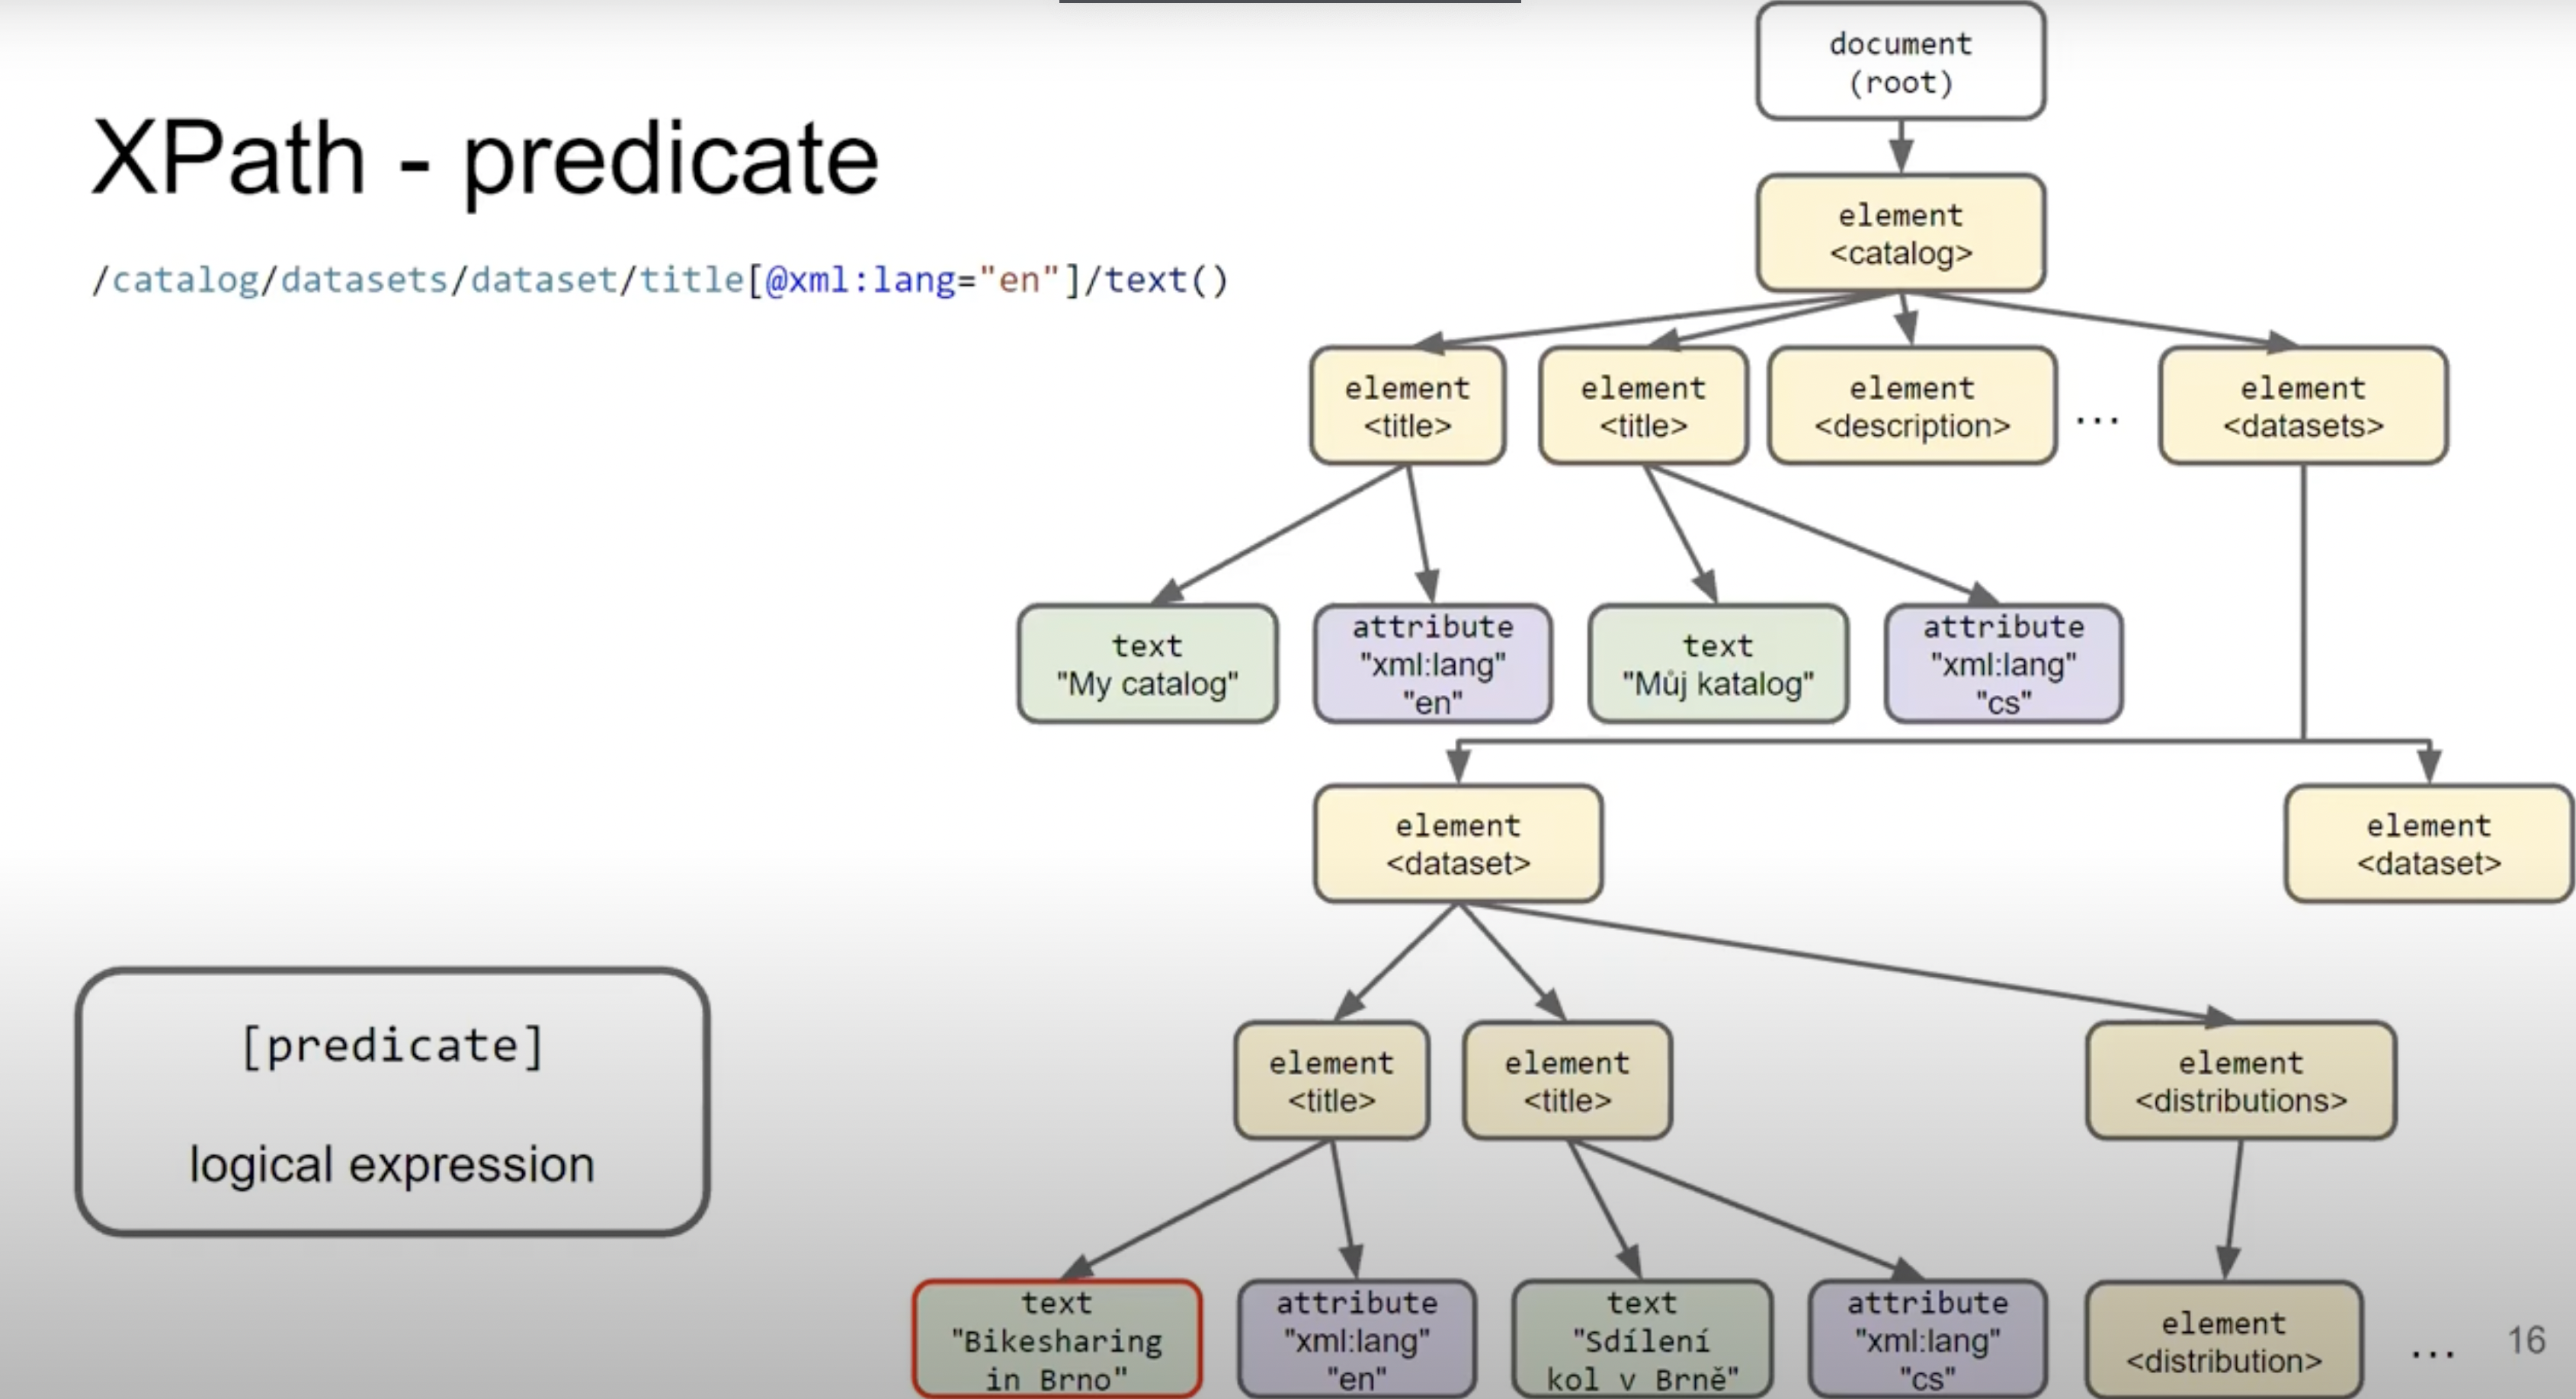 XPath - predicate
/catalog/datasets/dataset/title[@xml:lang="en"]/text()
document
(root)
element
<catalog>
element
<title>
element
<title>
element
<description>
...
element
<datasets>
text
"My catalog"
attribute
"xml:lang"
"en"
text
"Můj katalog"
attribute
"xml:lang"
"cs"
element
<dataset>
element
<dataset>
[predicate]
logical expression
element
<title>
element
<title>
element
<distributions>
text
"Bikesharing
in Brno"
attribute
"xml:lang"
"en"
text
"Sdílení
kol v Brně"
attribute
"xml:lang"
"cs"
element
<distribution>
...
16